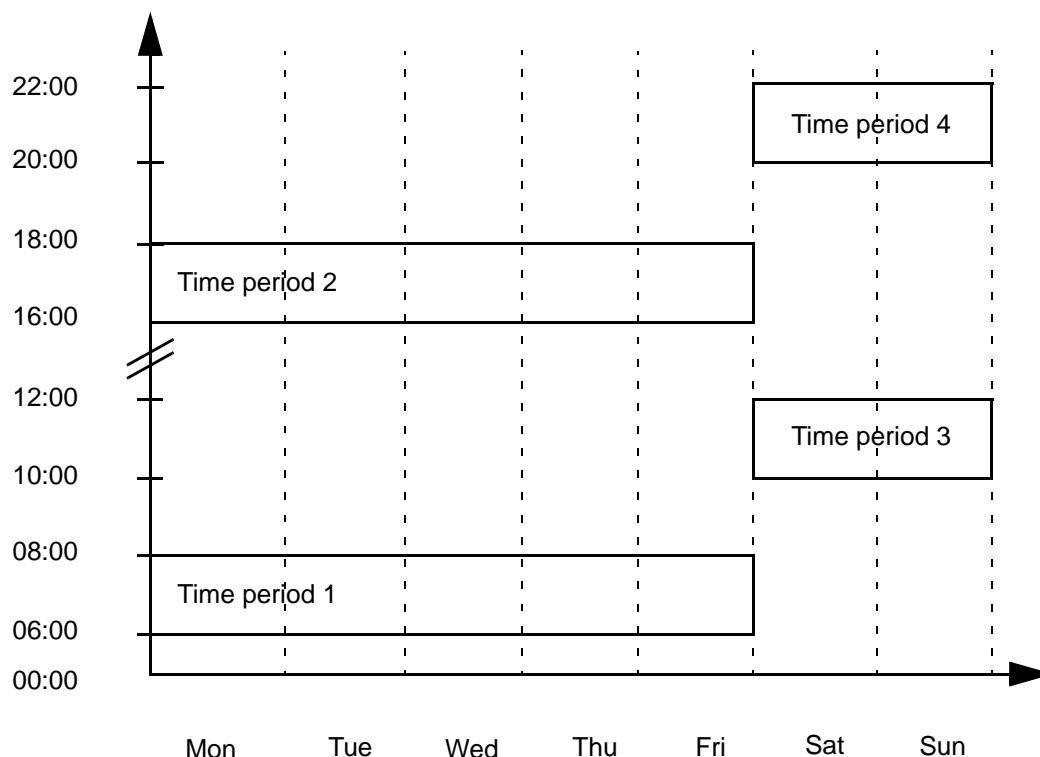 22:00
Time period 4
20:00
18:00
Time period 2
16:00
12:00
Time period 3
10:00
08:00
Time period 1
06:00
00:00
Mon Tue Wed Thu Fri Sat Sun